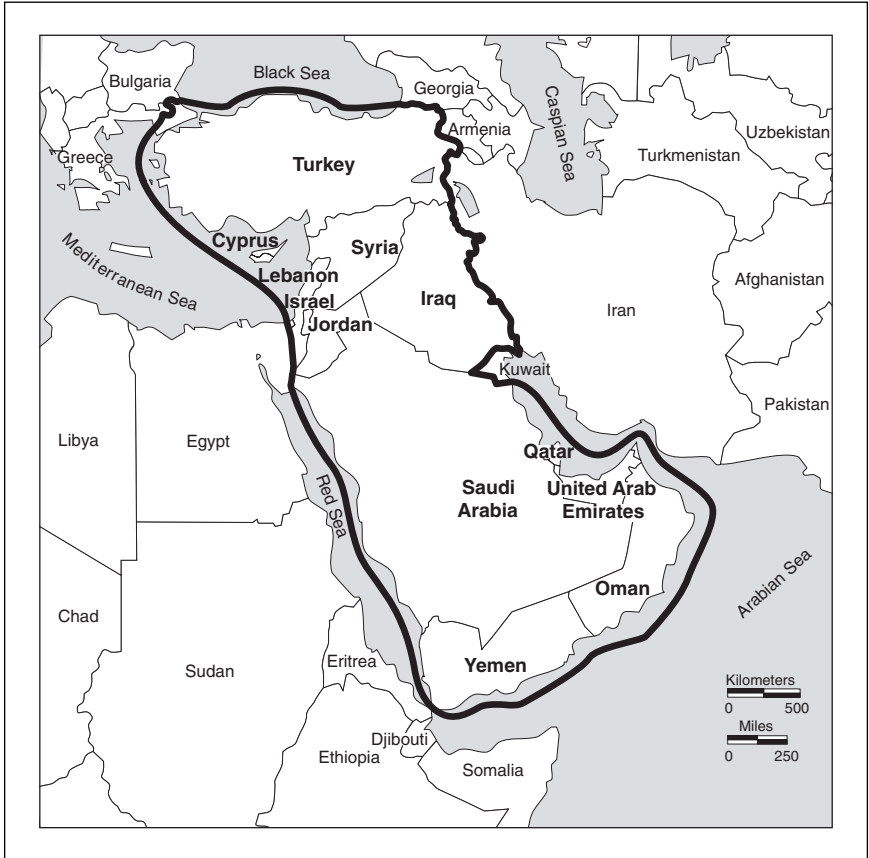 Black Sea
Bulgaria
Georgia
Caspian Sea
Armenia
Uzbekistan
Greece
Turkey
Turkmenistan
Cyprus
Syria
Mediterranean Sea
Lebanon
Afghanistan
Israel
Iraq
Iran
Jordan
Kuwait
Pakistan
Libya
Egypt
Qatar
Red Sea
Saudi
Arabia
United Arab
Emirates
Arabian Sea
Oman
Chad
Sudan
Eritrea
Yemen
Kilometers
0 500
Miles
0 250
Djibouti
Ethiopia
Somalia